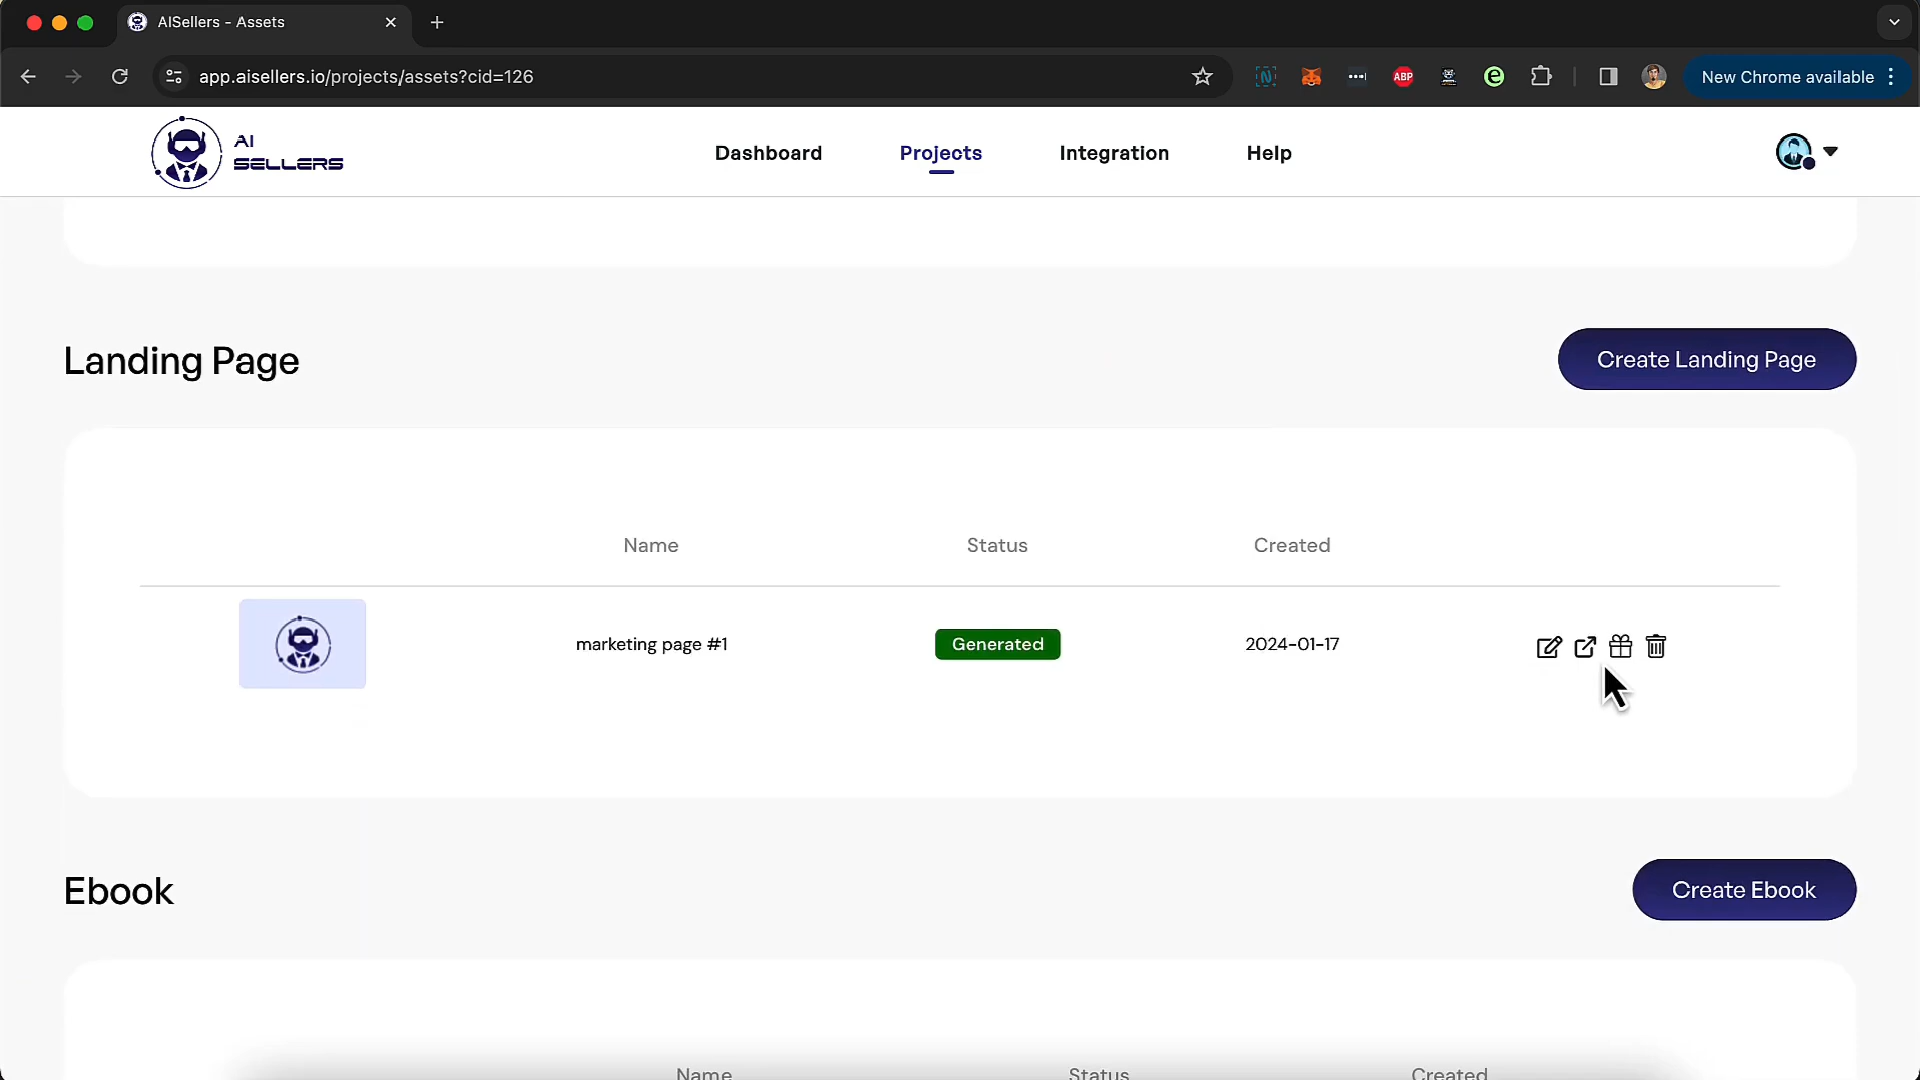 AISellers - Assets
app.aisellers.io/projects/assets?cid=126
ABP
New Chrome available
AI
SELLERS
Dashboard
Projects
Integration
Help
Landing Page
Create Landing Page
Name
Status
Created
marketing page #1
Generated
2024-01-17
Ebook
Create Ebook
Name
Status
Created